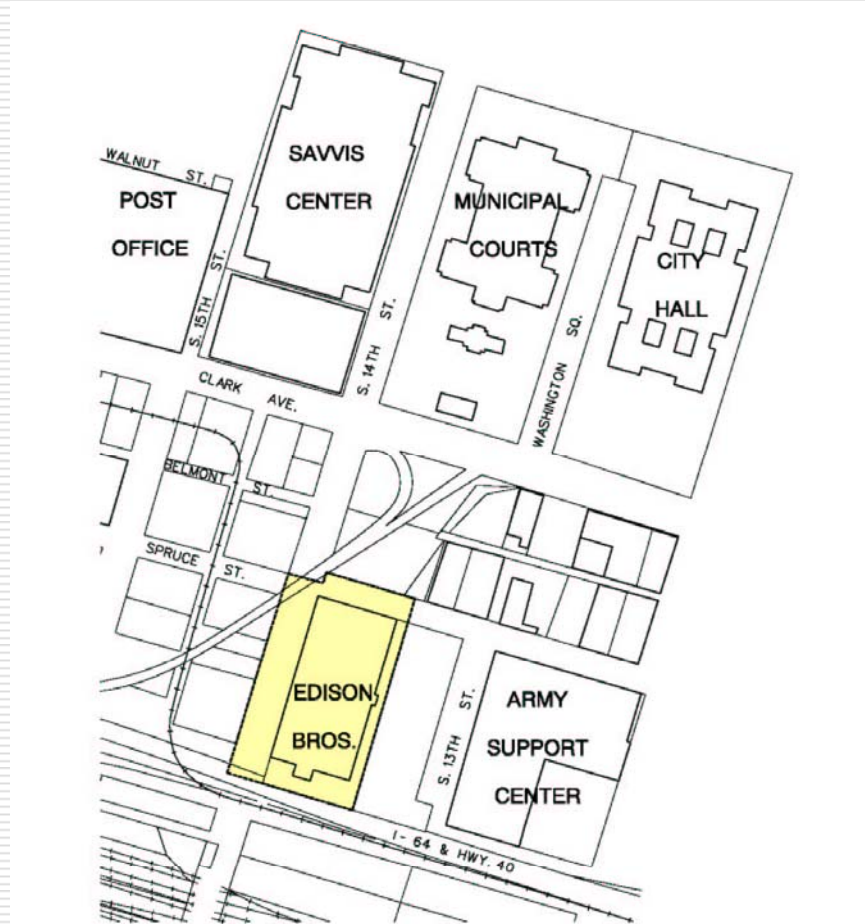 SAVVIS
CENTER
WALNUT ST.
POST
OFFICE
MUNICIPAL
COURTS
CITY
HALL
S. 15TH ST.
S. 14TH ST.
WASHINGTON SQ.
CLARK AVE.
BELMONT ST.
SPRUCE ST.
EDISON
BROS.
S. 13TH ST.
ARMY
SUPPORT
CENTER
I- 64 & HWY. 40